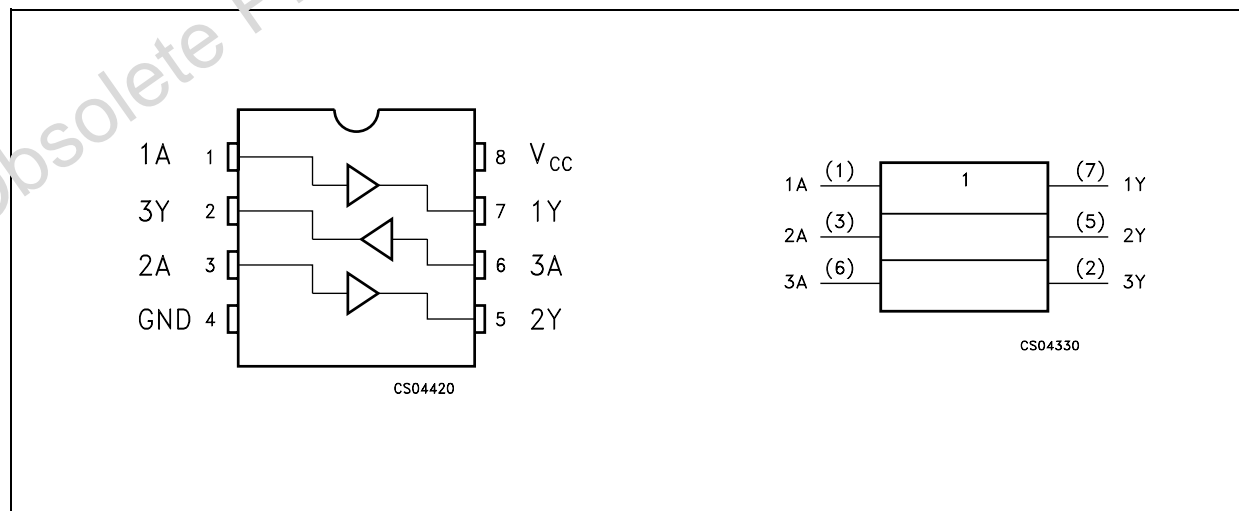 obsolete
1A 1
3Y 2
2A 3
GND 4
8 VCC
7 1Y
6 3A
5 2Y
CS04420
1A (1)
2A (3)
3A (6)
1
(7) 1Y
(5) 2Y
(2) 3Y
CS04330